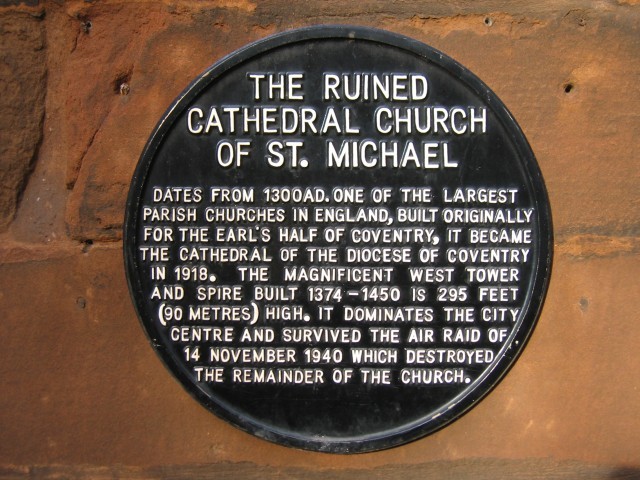 THE RUINED
CATHEDRAL CHURCH
OF ST. MICHAEL
DATES FROM 1300AD. ONE OF THE LARGEST
PARISH CHURCHES IN ENGLAND, BUILT ORIGINALLY
FOR THE EARL'S HALF OF COVENTRY, IT BECAME
THE CATHEDRAL OF THE DIOCESE OF COVENTRY
IN 1918. THE MAGNIFICENT WEST TOWER
AND SPIRE BUILT 1374-1450 IS 295 FEET
(90 METRES) HIGH. IT DOMINATES THE CITY
CENTRE AND SURVIVED THE AIR RAID OF
14 NOVEMBER 1940 WHICH DESTROYED
THE REMAINDER OF THE CHURCH.